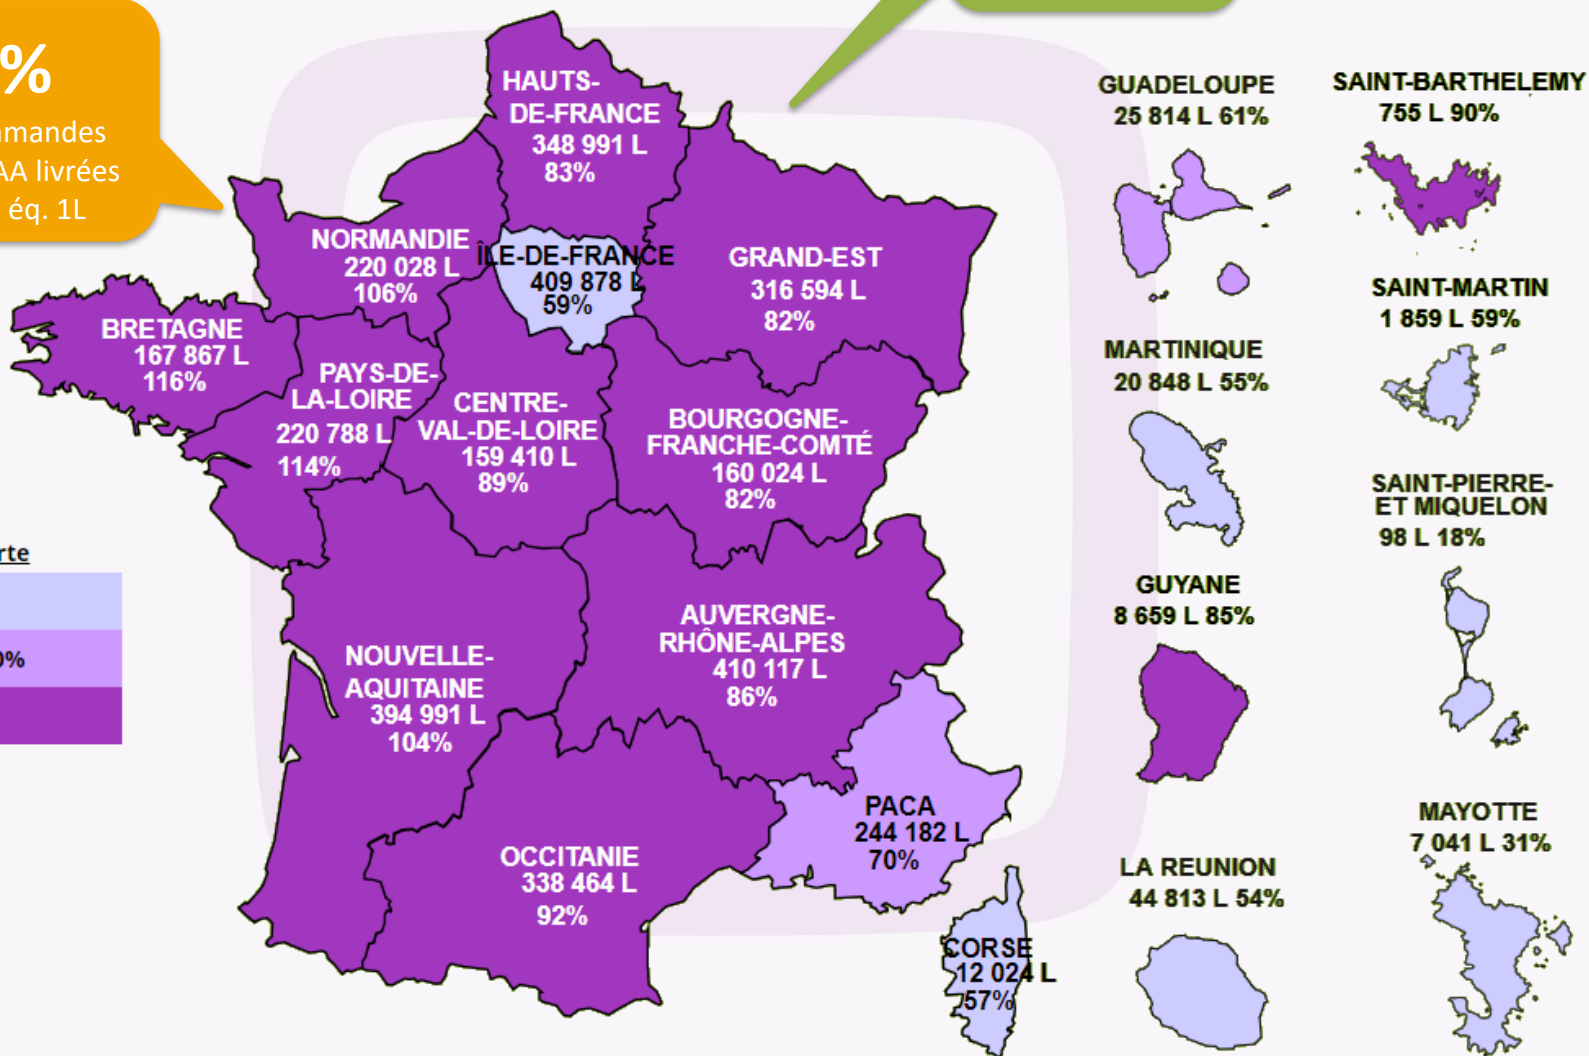 %
mandes
AA livrées
éq. 1L
HAUTS-
DE-FRANCE
348 991 L
83%
NORMANDIE
220 028 L
106%
ÎLE-DE-FRANCE
409 878 L
59%
GRAND-EST
316 594 L
82%
BRETAGNE
167 867 L
116%
PAYS-DE-
LA-LOIRE
220 788 L
114%
CENTRE-
VAL-DE-LOIRE
159 410 L
89%
BOURGOGNE-
FRANCHE-COMTÉ
160 024 L
82%
rte
0%
NOUVELLE-
AQUITAINE
394 991 L
104%
AUVERGNE-
RHÔNE-ALPES
410 117 L
86%
OCCITANIE
338 464 L
92%
PACA
244 182 L
70%
CORSE
12 024 L
57%
GUADELOUPE
25 814 L 61%
MARTINIQUE
20 848 L 55%
GUYANE
8 659 L 85%
LA REUNION
44 813 L 54%
SAINT-BARTHELEMY
755 L 90%
SAINT-MARTIN
1 859 L 59%
SAINT-PIERRE-
ET MIQUELON
98 L 18%
MAYOTTE
7 041 L 31%